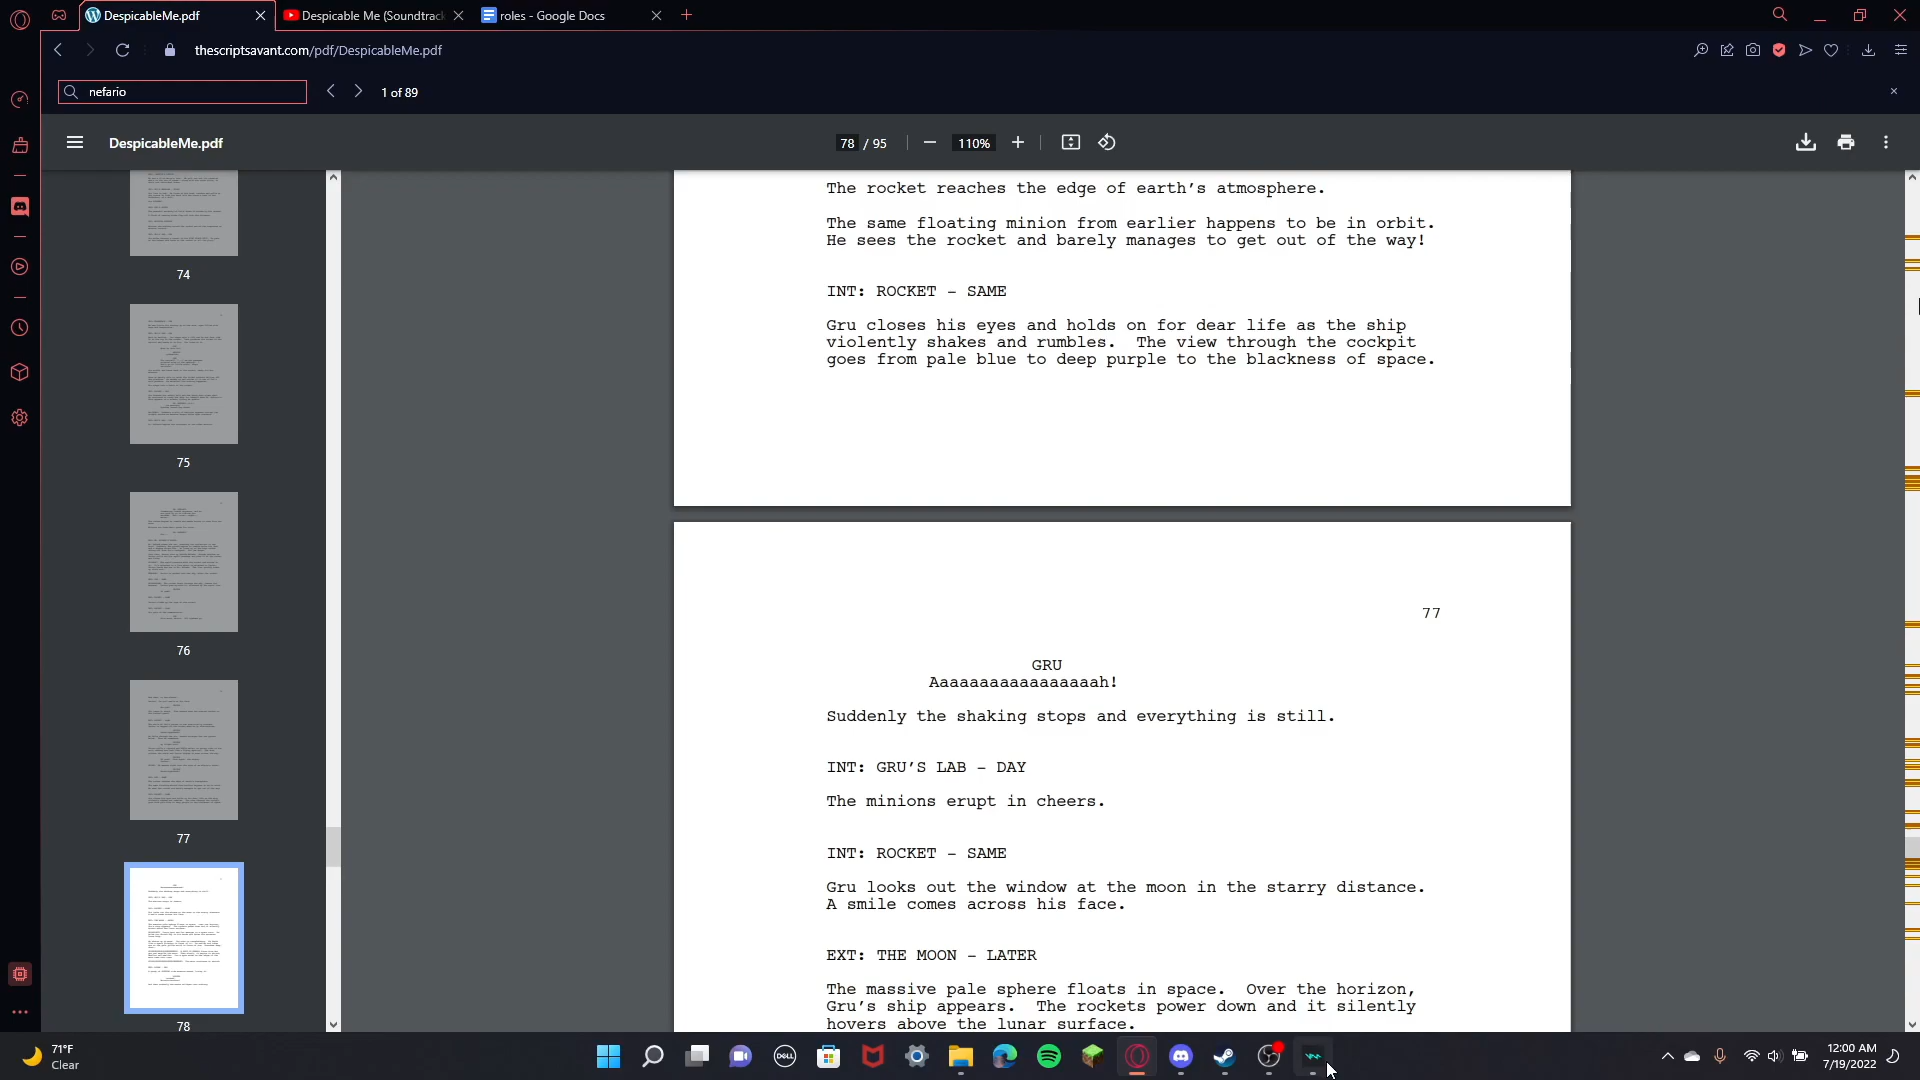 DespicableMe.pdf
Despicable Me (Soundtrac
roles - Google Docs
thescriptsavant.com/pdf/DespicableMe.pdf
nefario
1 of 89
DespicableMe.pdf
78 / 95
110%
74
75
76
77
78
The rocket reaches the edge of earth's atmosphere.
The same floating minion from earlier happens to be in orbit.
He sees the rocket and barely manages to get out of the way!
INT: ROCKET – SAME
Gru closes his eyes and holds on for dear life as the ship
violently shakes and rumbles.  The view through the cockpit
goes from pale blue to deep purple to the blackness of space.
77
GRU
Aaaaaaaaaaaaaaaaah!
Suddenly the shaking stops and everything is still.
INT: GRU'S LAB – DAY
The minions erupt in cheers.
INT: ROCKET – SAME
Gru looks out the window at the moon in the starry distance.
A smile comes across his face.
EXT: THE MOON – LATER
The massive pale sphere floats in space.  Over the horizon,
Gru's ship appears.  The rockets power down and it silently
hovers above the lunar surface.
71°F
Clear
DELL
12:00 AM
7/19/2022